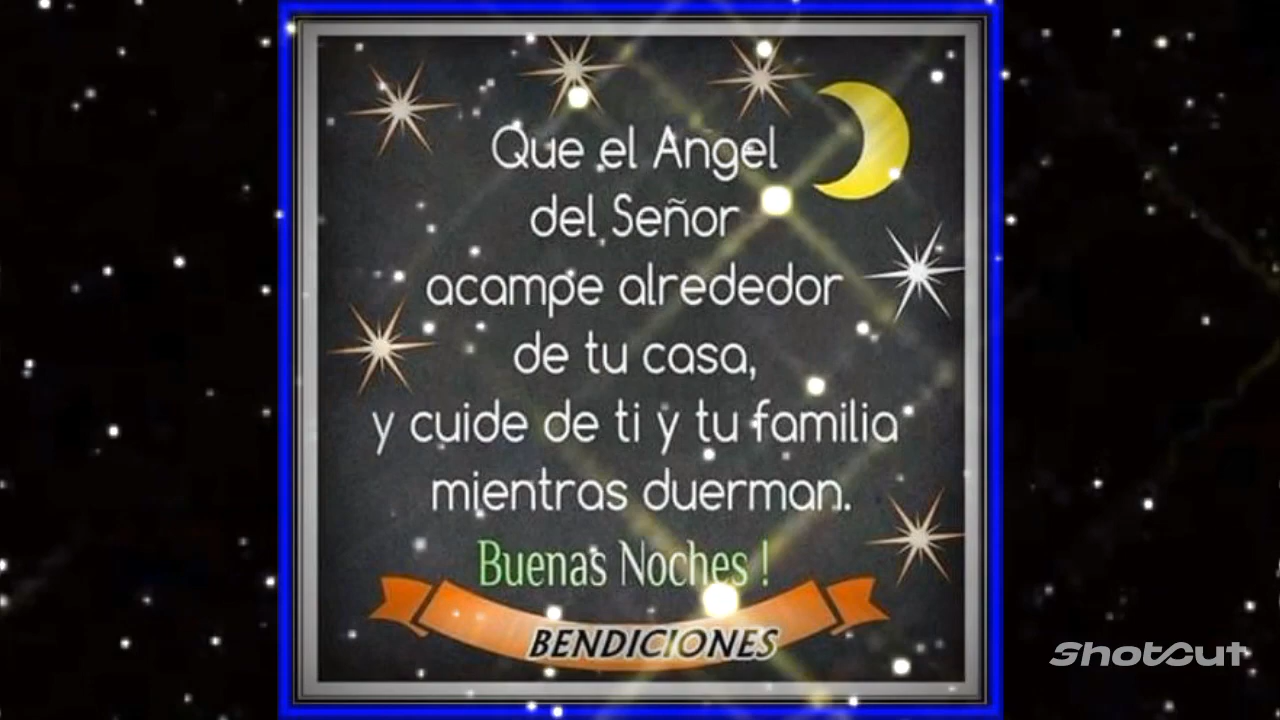 Que el Angel
del Señor
acampe alrededor
de tu casa,
y cuide de ti y tu familia
mientras duerman.
Buenas Noches !
BENDICIONES
ShotCut